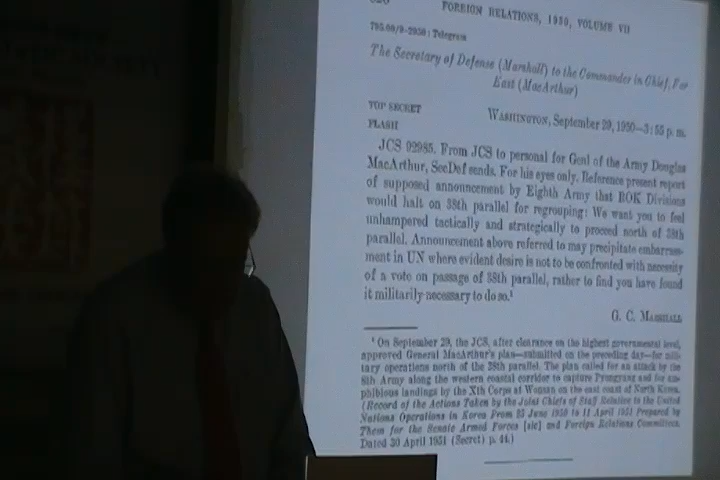 FOREIGN RELATIONS, 1950, VOLUME VII
795.00/9-2950: Telegram
The Secretary of Defense (Marshall) to the Commander in Chief, Far
East (MacArthur)
TOP SECRET
WASHINGTON, September 29, 1950—3:55 p. m.
FLASH
JCS 92985. From JCS to personal for Genl of the Army Douglas
MacArthur, SecDef sends. For his eyes only. Reference present report
of supposed announcement by Eighth Army that ROK Divisions
would halt on 38th parallel for regrouping: We want you to feel
unhampered tactically and strategically to proceed north of 38th
parallel. Announcement above referred to may precipitate embarrass-
ment in UN where evident desire is not to be confronted with necessity
of a vote on passage of 38th parallel, rather to find you have found
it militarily necessary to do so.¹
G. C. MARSHALL
¹ On September 29, the JCS, after clearance on the highest governmental level,
approved General MacArthur's plan—submitted on the preceding day—for mili-
tary operations north of the 38th parallel. The plan called for an attack by the
8th Army along the western coastal corridor to capture Pyongyang and for am-
phibious landings by the Xth Corps at Wonsan on the east coast of North Korea.
(Record of the Actions Taken by the Joint Chiefs of Staff Relative to the United
Nations Operations in Korea From 25 June 1950 to 11 April 1951 Prepared by
Them for the Senate Armed Forces [sic] and Foreign Relations Committees,
Dated 30 April 1951 (Secret) p. 44.)